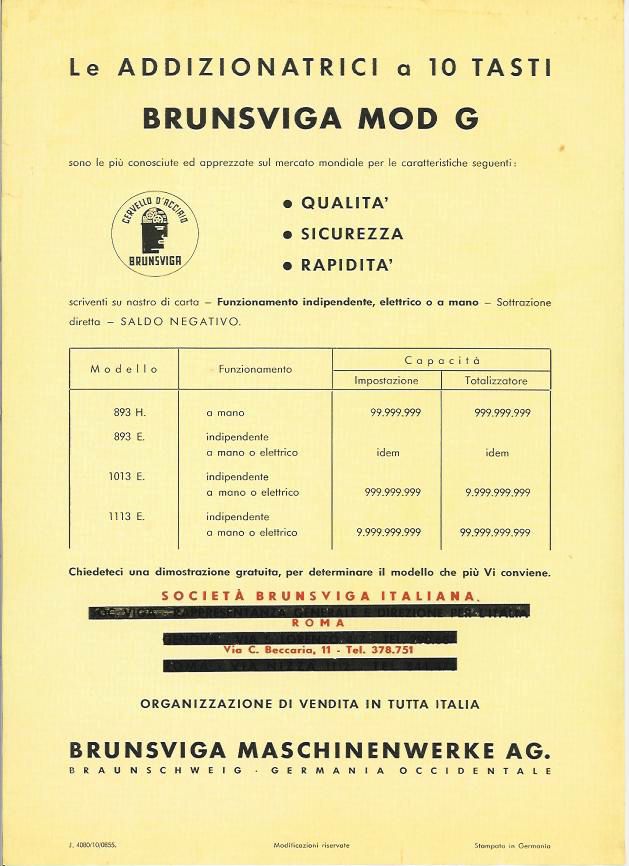 Le ADDIZIONATRICI a 10 TASTI
BRUNSVIGA MOD G
sono le più conosciute ed apprezzate sul mercato mondiale per le caratteristiche seguenti:
CERVELLO D'ACCIAIO
BRUNSVIGA
● QUALITA'
● SICUREZZA
● RAPIDITA'
scriventi su nastro di carta – Funzionamento indipendente, elettrico o a mano – Sottrazione
diretta – SALDO NEGATIVO.
Modello Funzionamento Capacità
Impostazione Totalizzatore
893 H. a mano 99.999.999 999.999.999
893 E. indipendente
a mano o elettrico idem idem
1013 E. indipendente
a mano o elettrico 999.999.999 9.999.999.999
1113 E. indipendente
a mano o elettrico 9.999.999.999 99.999.999.999
Chiedeteci una dimostrazione gratuita, per determinare il modello che più Vi conviene.
SOCIETÀ BRUNSVIGA ITALIANA.
RAPPRESENTANZA GENERALE E DIREZIONE PER L'ITALIA
ROMA
Via C. Beccaria, 11 - Tel. 378.751
ORGANIZZAZIONE DI VENDITA IN TUTTA ITALIA
BRUNSVIGA MASCHINENWERKE AG.
BRAUNSCHWEIG · GERMANIA OCCIDENTALE
J. 4080/10/0855. Modificazioni riservate Stampato in Germania